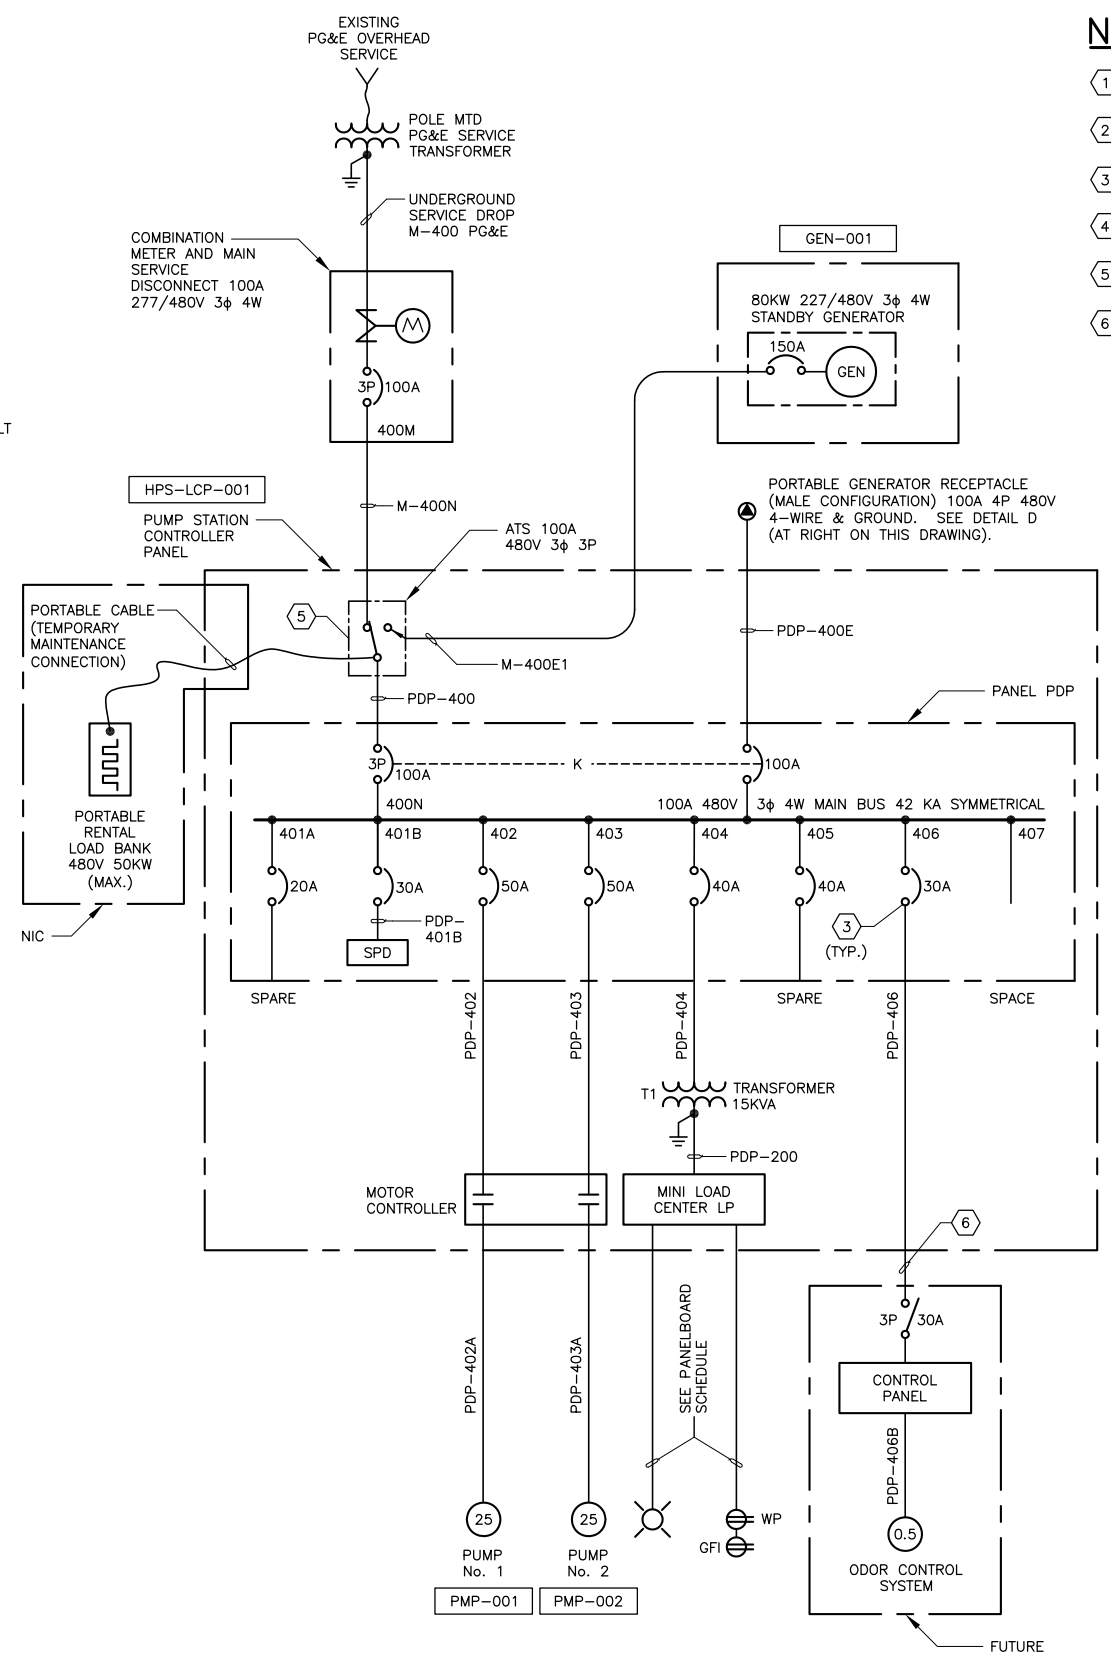 EXISTING
PG&E OVERHEAD
SERVICE
POLE MTD
PG&E SERVICE
TRANSFORMER
UNDERGROUND
SERVICE DROP
M-400 PG&E
COMBINATION
METER AND MAIN
SERVICE
DISCONNECT 100A
277/480V 3ϕ 4W
M
3P 100A
400M
GEN-001
80KW 227/480V 3ϕ 4W
STANDBY GENERATOR
150A
GEN
N
1
2
3
4
5
6
LT
HPS-LCP-001
PUMP STATION
CONTROLLER
PANEL
M-400N
ATS 100A
480V 3ϕ 3P
PORTABLE GENERATOR RECEPTACLE
(MALE CONFIGURATION) 100A 4P 480V
4-WIRE & GROUND. SEE DETAIL D
(AT RIGHT ON THIS DRAWING).
PORTABLE CABLE
(TEMPORARY
MAINTENANCE
CONNECTION)
5
M-400E1
PDP-400E
PDP-400
PANEL PDP
PORTABLE
RENTAL
LOAD BANK
480V 50KW
(MAX.)
NIC
3P 100A
K
100A
400N
100A 480V 3ϕ 4W MAIN BUS 42 KA SYMMETRICAL
401A 401B 402 403 404 405 406 407
20A 30A 50A 50A 40A 40A 30A
PDP-
401B
SPD
3
(TYP.)
SPARE
SPARE
SPACE
PDP-402
PDP-403
PDP-404
PDP-406
T1
TRANSFORMER
15KVA
PDP-200
MOTOR
CONTROLLER
MINI LOAD
CENTER LP
6
PDP-402A
PDP-403A
SEE PANELBOARD
SCHEDULE
3P 30A
CONTROL
PANEL
PDP-406B
25
PUMP
No. 1
PMP-001
25
PUMP
No. 2
PMP-002
WP
GFI
0.5
ODOR CONTROL
SYSTEM
FUTURE